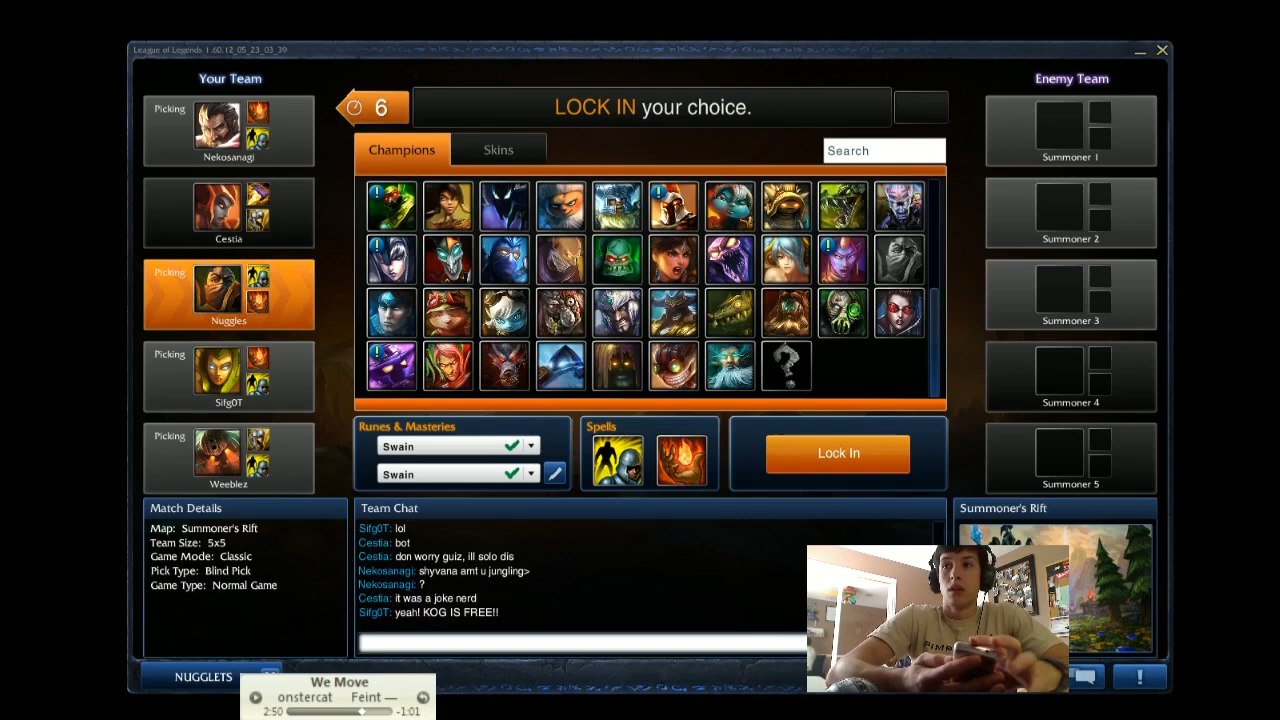 League of Legends 1.60.12_05_23_03_39
Your Team
Enemy Team
6
LOCK IN your choice.
Champions
Skins
Search
Picking
Nekosanagi
Cestia
Picking
Nuggles
Picking
Sifg0T
Picking
Weeblez
Summoner 1
Summoner 2
Summoner 3
Summoner 4
Summoner 5
Runes & Masteries
Swain
Swain
Spells
Lock In
Match Details
Map: Summoner's Rift
Team Size: 5x5
Game Mode: Classic
Pick Type: Blind Pick
Game Type: Normal Game
Team Chat
Sifg0T: lol
Cestia: bot
Cestia: don worry guiz, ill solo dis
Nekosanagi: shyvana arnt u jungling>
Nekosanagi: ?
Cestia: it was a joke nerd
Sifg0T: yeah! KOG IS FREE!!
Summoner's Rift
NUGGLETS
We Move
onstercat Feint —
2:50 -1:01